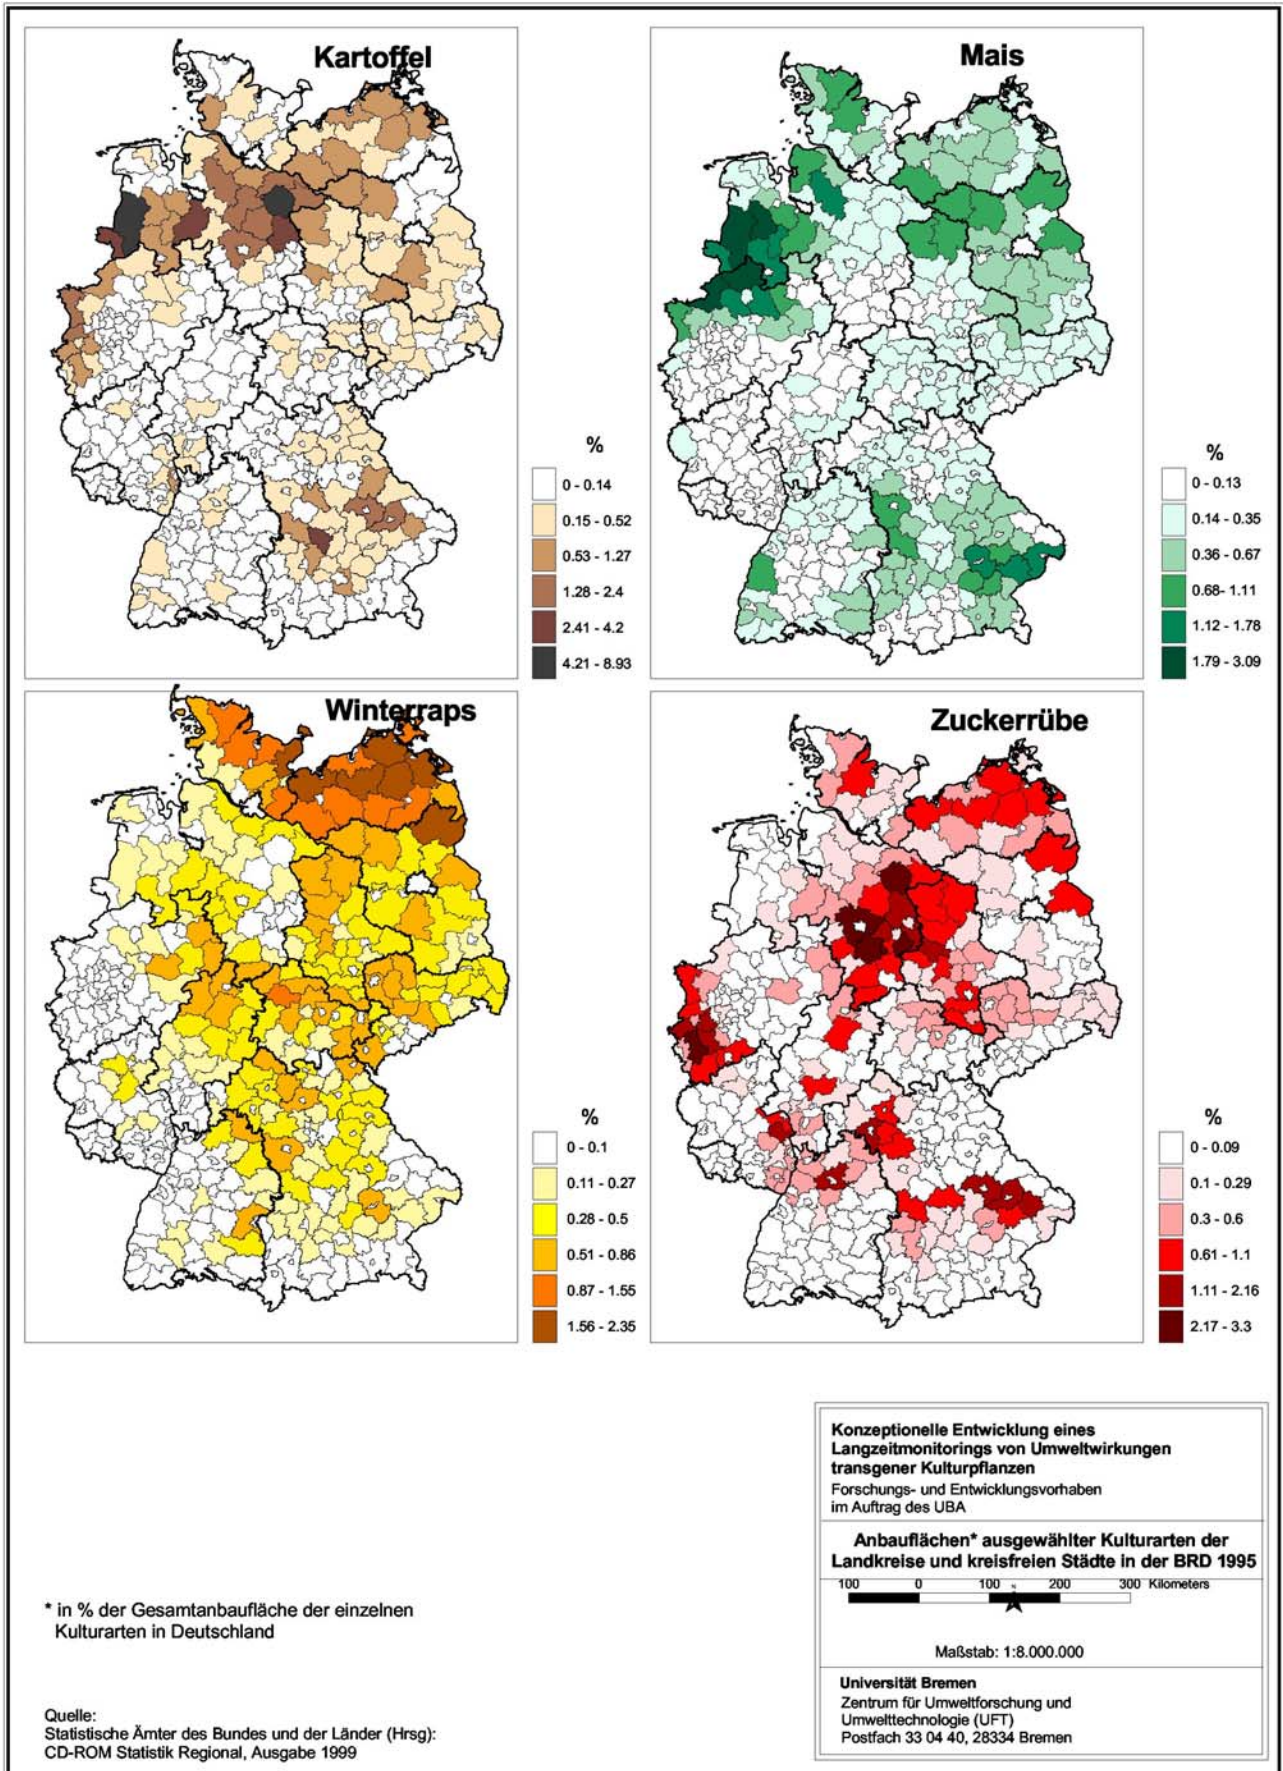 Kartoffel
%
0 - 0.14
0.15 - 0.52
0.53 - 1.27
1.28 - 2.4
2.41 - 4.2
4.21 - 8.93
Mais
%
0 - 0.13
0.14 - 0.35
0.36 - 0.67
0.68- 1.11
1.12 - 1.78
1.79 - 3.09
Winterraps
%
0 - 0.1
0.11 - 0.27
0.28 - 0.5
0.51 - 0.86
0.87 - 1.55
1.56 - 2.35
Zuckerrübe
%
0 - 0.09
0.1 - 0.29
0.3 - 0.6
0.61 - 1.1
1.11 - 2.16
2.17 - 3.3
* in % der Gesamtanbaufläche der einzelnen
Kulturarten in Deutschland
Quelle:
Statistische Ämter des Bundes und der Länder (Hrsg):
CD-ROM Statistik Regional, Ausgabe 1999
Konzeptionelle Entwicklung eines
Langzeitmonitorings von Umweltwirkungen
transgener Kulturpflanzen
Forschungs- und Entwicklungsvorhaben
im Auftrag des UBA
Anbauflächen* ausgewählter Kulturarten der
Landkreise und kreisfreien Städte in der BRD 1995
100 0 100 N 200 300 Kilometers
Maßstab: 1:8.000.000
Universität Bremen
Zentrum für Umweltforschung und
Umwelttechnologie (UFT)
Postfach 33 04 40, 28334 Bremen